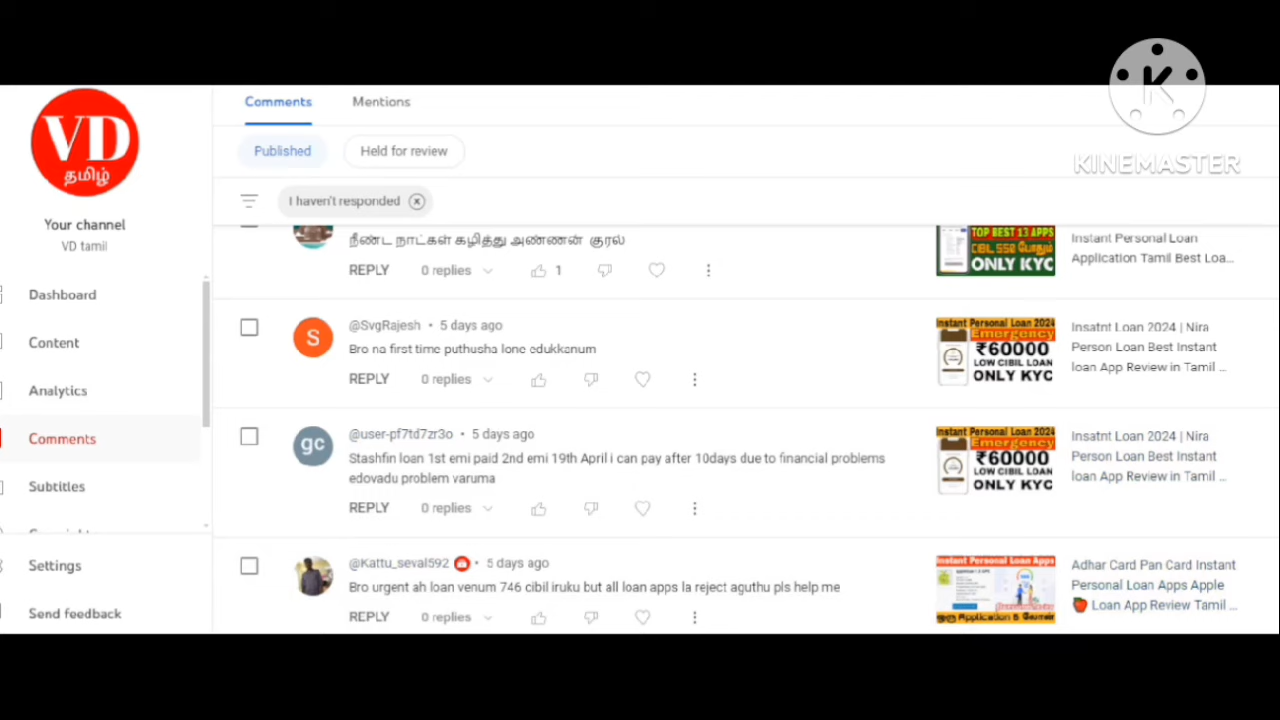 KINEMASTER
VD
தமிழ்
Your channel
VD tamil
Dashboard
Content
Analytics
Comments
Subtitles
Settings
Send feedback
Comments
Mentions
Published
Held for review
I haven't responded
நீண்ட நாட்கள் கழித்து அண்ணன் குரல்
REPLY 0 replies 1
TOP BEST 13 APPS
CIBIL 552 போதும்
ONLY KYC
Instant Personal Loan
Application Tamil Best Loa...
@SvgRajesh • 5 days ago
Bro na first time puthusha lone edukkanum
REPLY 0 replies
S
Instant Personal Loan 2024
Emergency
₹60000
LOW CIBIL LOAN
ONLY KYC
Insatnt Loan 2024 | Nira
Person Loan Best Instant
loan App Review in Tamil ...
@user-pf7td7zr3o • 5 days ago
Stashfin loan 1st emi paid 2nd emi 19th April i can pay after 10days due to financial problems
edovadu problem varuma
REPLY 0 replies
gc
Instant Personal Loan 2024
Emergency
₹60000
LOW CIBIL LOAN
ONLY KYC
Insatnt Loan 2024 | Nira
Person Loan Best Instant
loan App Review in Tamil ...
@Kattu_seval592 • 5 days ago
Bro urgent ah loan venum 746 cibil iruku but all loan apps la reject aguthu pls help me
REPLY 0 replies
Instant Personal Loan Apps
ஒரு Application 5 லோன்
Adhar Card Pan Card Instant
Personal Loan Apps Apple
Loan App Review Tamil ...